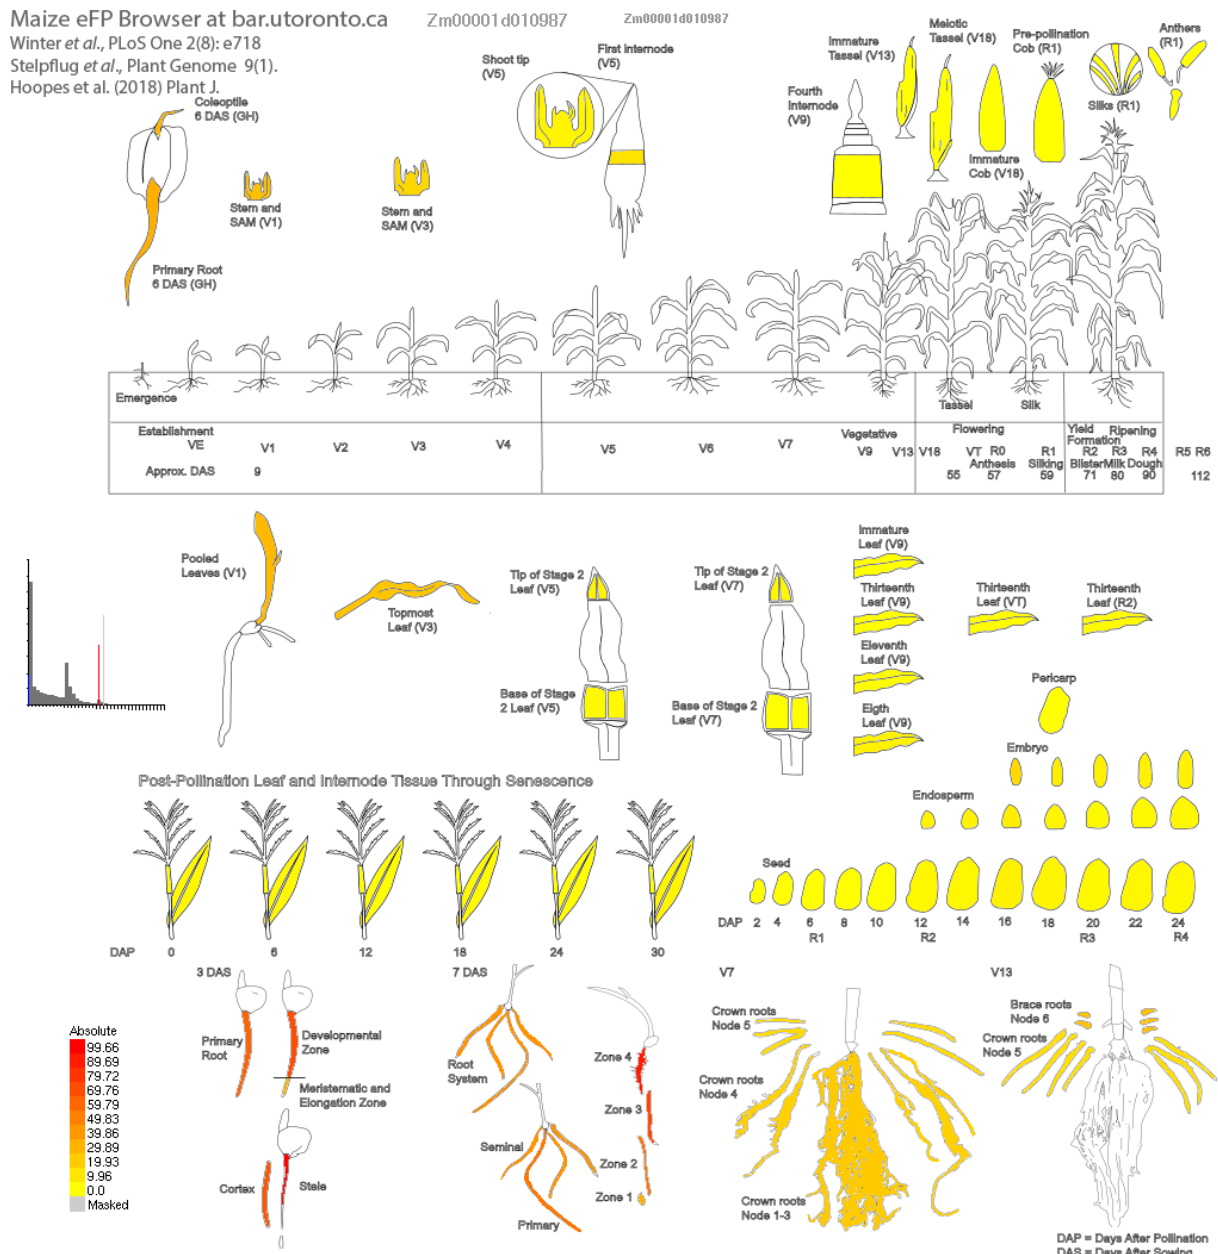 Maize eFP Browser at bar.utoronto.ca
Zm00001d010987
Zm00001d010987
Winter et al., PLoS One 2(8): e718
Stelpflug et al., Plant Genome 9(1).
Hoopes et al. (2018) Plant J.
Coleoptile
6 DAS (GH)
Stem and
SAM (V1)
Stem and
SAM (V3)
Primary Root
6 DAS (GH)
Shoot tip
(V5)
First internode
(V5)
Fourth
Internode
(V9)
Immature
Tassel (V13)
Meiotic
Tassel (V18)
Pre-pollination
Cob (R1)
Anthers
(R1)
Silks (R1)
Immature
Cob (V18)
Emergence
Tassel
Silk
Establishment
VE
V1
V2
V3
V4
V5
V6
V7
Vegetative
V9
V13
V18
Flowering
VT
R0
Anthesis
R1
Silking
Yield
Formation
Ripening
R2
R3
R4
Blister
Milk
Dough
R5
R6
Approx. DAS
9
55
57
59
71
80
90
112
Pooled
Leaves (V1)
Topmost
Leaf (V3)
Tip of Stage 2
Leaf (V5)
Base of Stage
2 Leaf (V5)
Tip of Stage 2
Leaf (V7)
Base of Stage 2
Leaf (V7)
Immature
Leaf (V9)
Thirteenth
Leaf (V9)
Thirteenth
Leaf (VT)
Thirteenth
Leaf (R2)
Eleventh
Leaf (V9)
Eigth
Leaf (V9)
Pericarp
Embryo
Endosperm
Seed
Post-Pollination Leaf and Internode Tissue Through Senescence
DAP
0
6
12
18
24
30
DAP
2
4
6
8
10
12
14
16
18
20
22
24
R1
R2
R3
R4
3 DAS
Primary
Root
Developmental
Zone
Meristematic and
Elongation Zone
Cortex
Stele
7 DAS
Root
System
Seminal
Primary
Zone 4
Zone 3
Zone 2
Zone 1
V7
Crown roots
Node 5
Crown roots
Node 4
Crown roots
Node 1-3
V13
Brace roots
Node 6
Crown roots
Node 5
Absolute
99.66
89.69
79.72
69.76
59.79
49.83
39.86
29.89
19.93
9.96
0.0
Masked
DAP = Days After Pollination
DAS = Days After Sowing